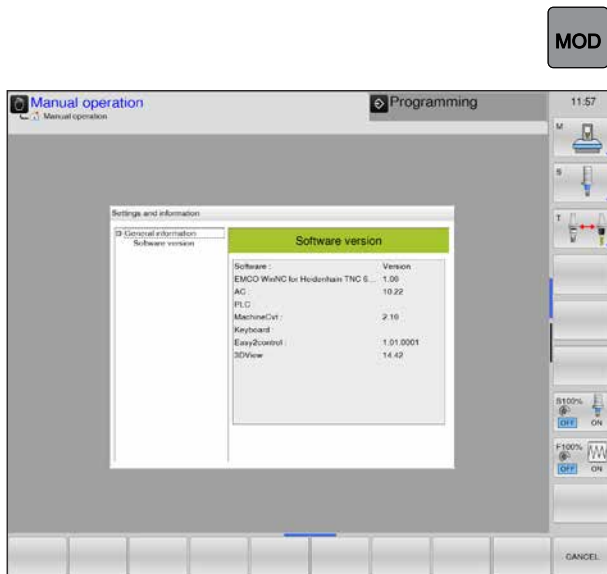 MOD
Manual operation
Programming
11:57
Manual operation
M
S
Settings and information
T
General information
Software version
Software version
Software : Version
EMCO WinNC for Heidenhain TNC 6... 1.00
AC : 10.22
PLC
MachineCvt : 2.10
Keyboard :
Easy2control : 1.01.0001
3DView 14.42
S100%
OFF ON
F100%
OFF ON
CANCEL